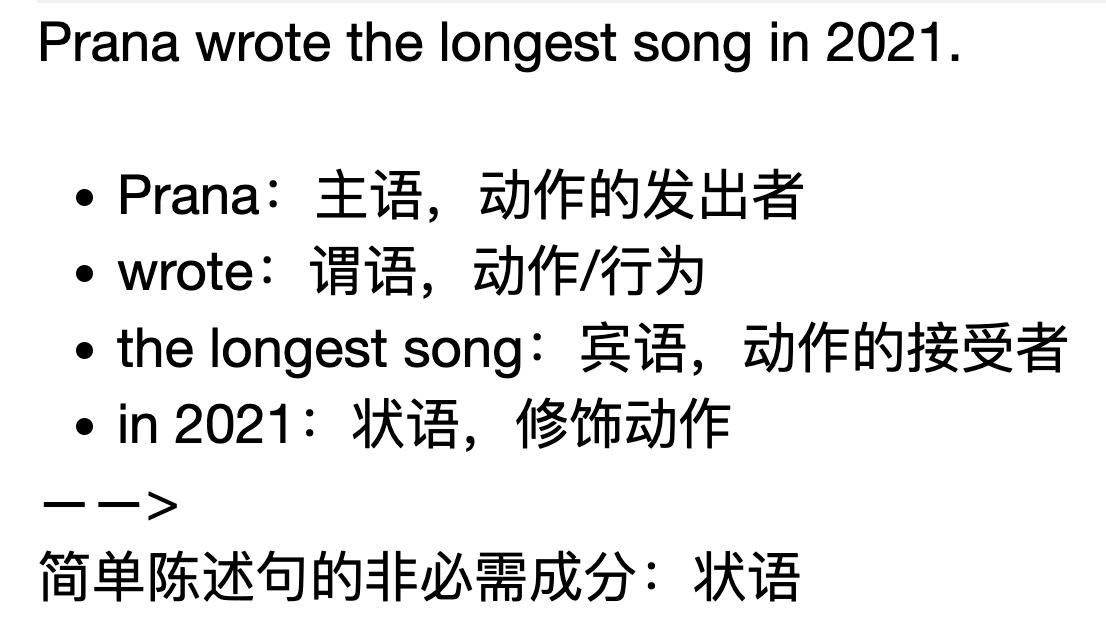 Prana wrote the longest song in 2021.
• Prana：主语，动作的发出者
• wrote：谓语，动作/行为
• the longest song：宾语，动作的接受者
• in 2021：状语，修饰动作
——>
简单陈述句的非必需成分：状语